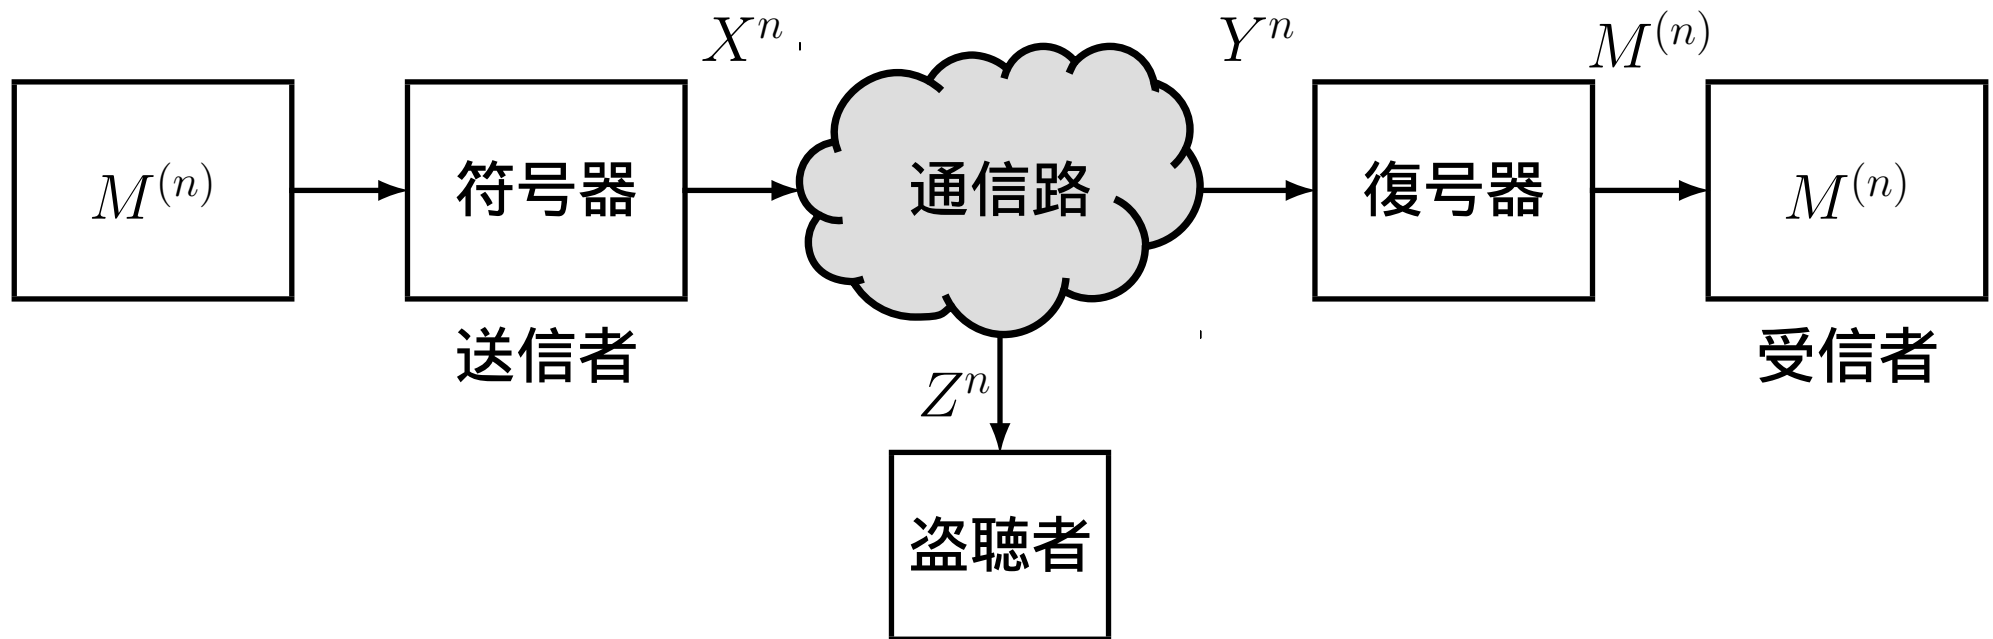 X^n
Y^n
M^{(n)}
M^{(n)}
符号器
通信路
復号器
M^{(n)}
送信者
受信者
Z^n
盗聴者